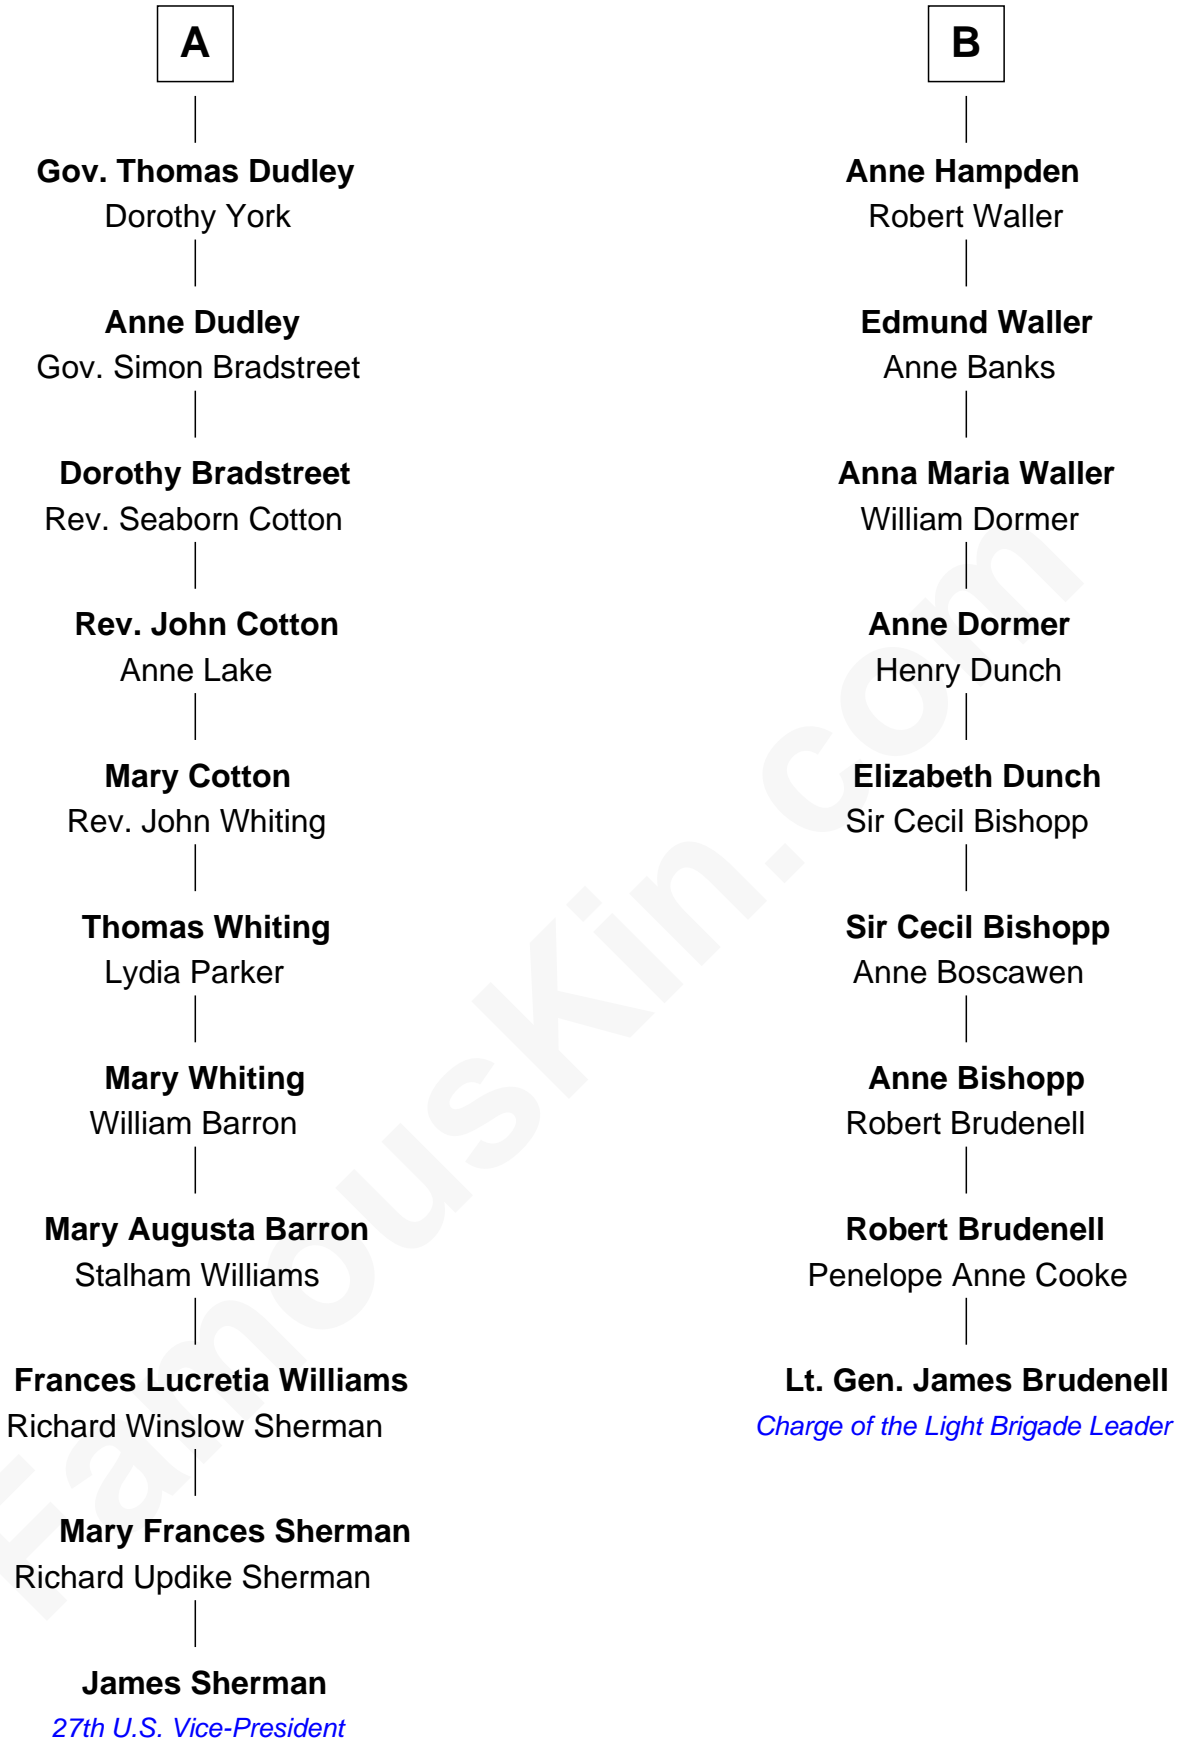 A
Gov. Thomas Dudley
Dorothy York
Anne Dudley
Gov. Simon Bradstreet
Dorothy Bradstreet
Rev. Seaborn Cotton
Rev. John Cotton
Anne Lake
Mary Cotton
Rev. John Whiting
Thomas Whiting
Lydia Parker
Mary Whiting
William Barron
Mary Augusta Barron
Stalham Williams
Frances Lucretia Williams
Richard Winslow Sherman
Mary Frances Sherman
Richard Updike Sherman
James Sherman
27th U.S. Vice-President
B
Anne Hampden
Robert Waller
Edmund Waller
Anne Banks
Anna Maria Waller
William Dormer
Anne Dormer
Henry Dunch
Elizabeth Dunch
Sir Cecil Bishopp
Sir Cecil Bishopp
Anne Boscawen
Anne Bishopp
Robert Brudenell
Robert Brudenell
Penelope Anne Cooke
Lt. Gen. James Brudenell
Charge of the Light Brigade Leader
FamousKin.com